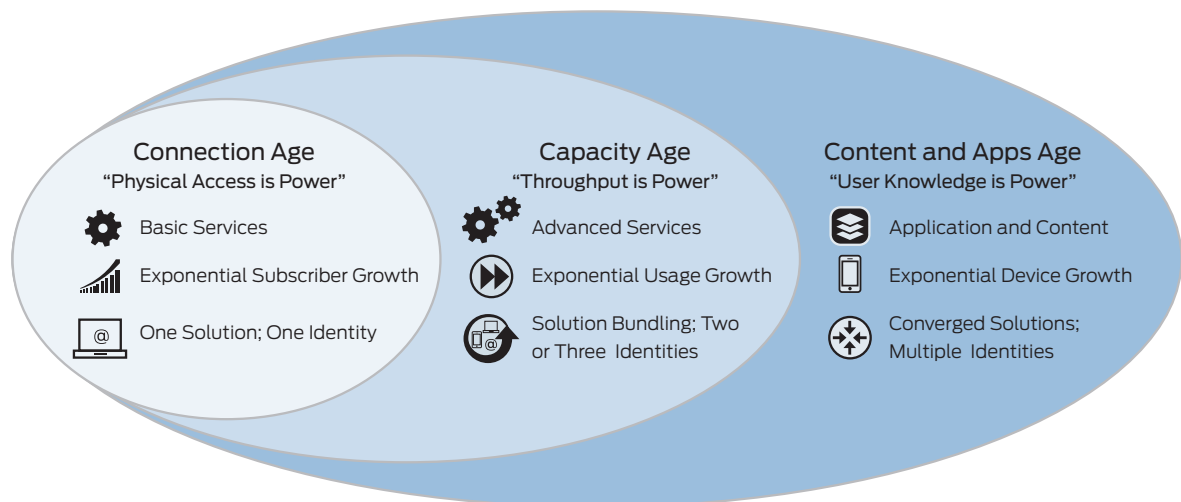 Connection Age
“Physical Access is Power”
Basic Services
Exponential Subscriber Growth
@
One Solution; One Identity
Capacity Age
“Throughput is Power”
Advanced Services
Exponential Usage Growth
@
Solution Bundling; Two
or Three Identities
Content and Apps Age
“User Knowledge is Power”
Application and Content
Exponential Device Growth
Converged Solutions;
Multiple Identities